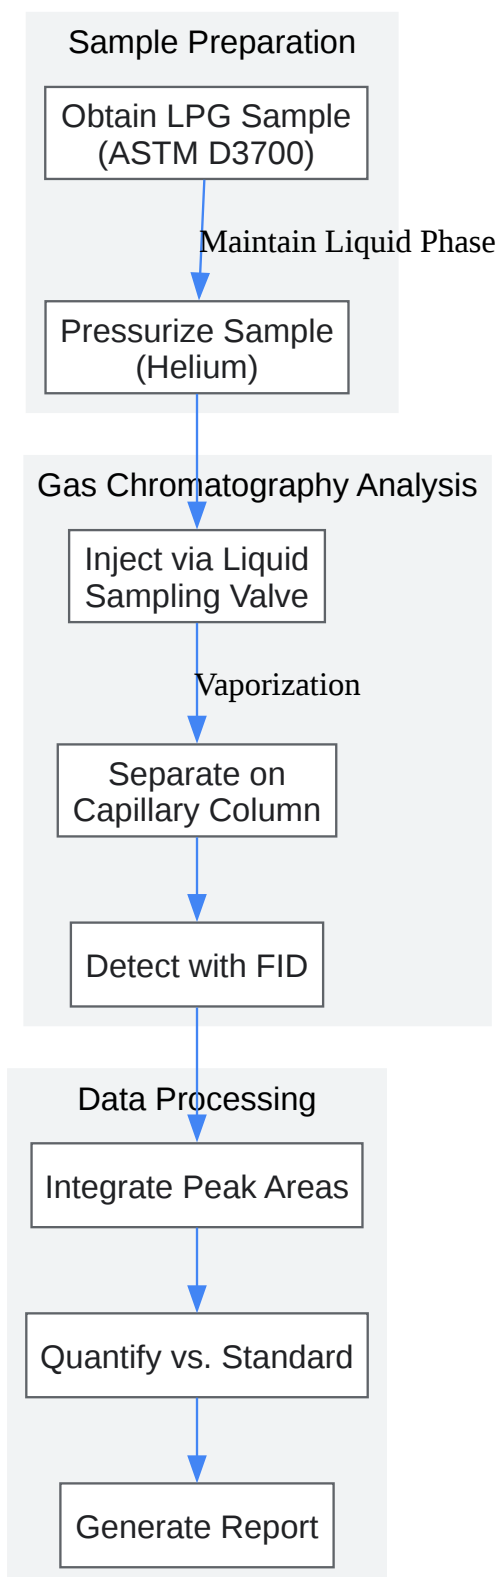 Sample Preparation
Obtain LPG Sample
(ASTM D3700)
Maintain Liquid Phase
Pressurize Sample
(Helium)
Gas Chromatography Analysis
Inject via Liquid
Sampling Valve
Vaporization
Separate on
Capillary Column
Detect with FID
Data Processing
Integrate Peak Areas
Quantify vs. Standard
Generate Report